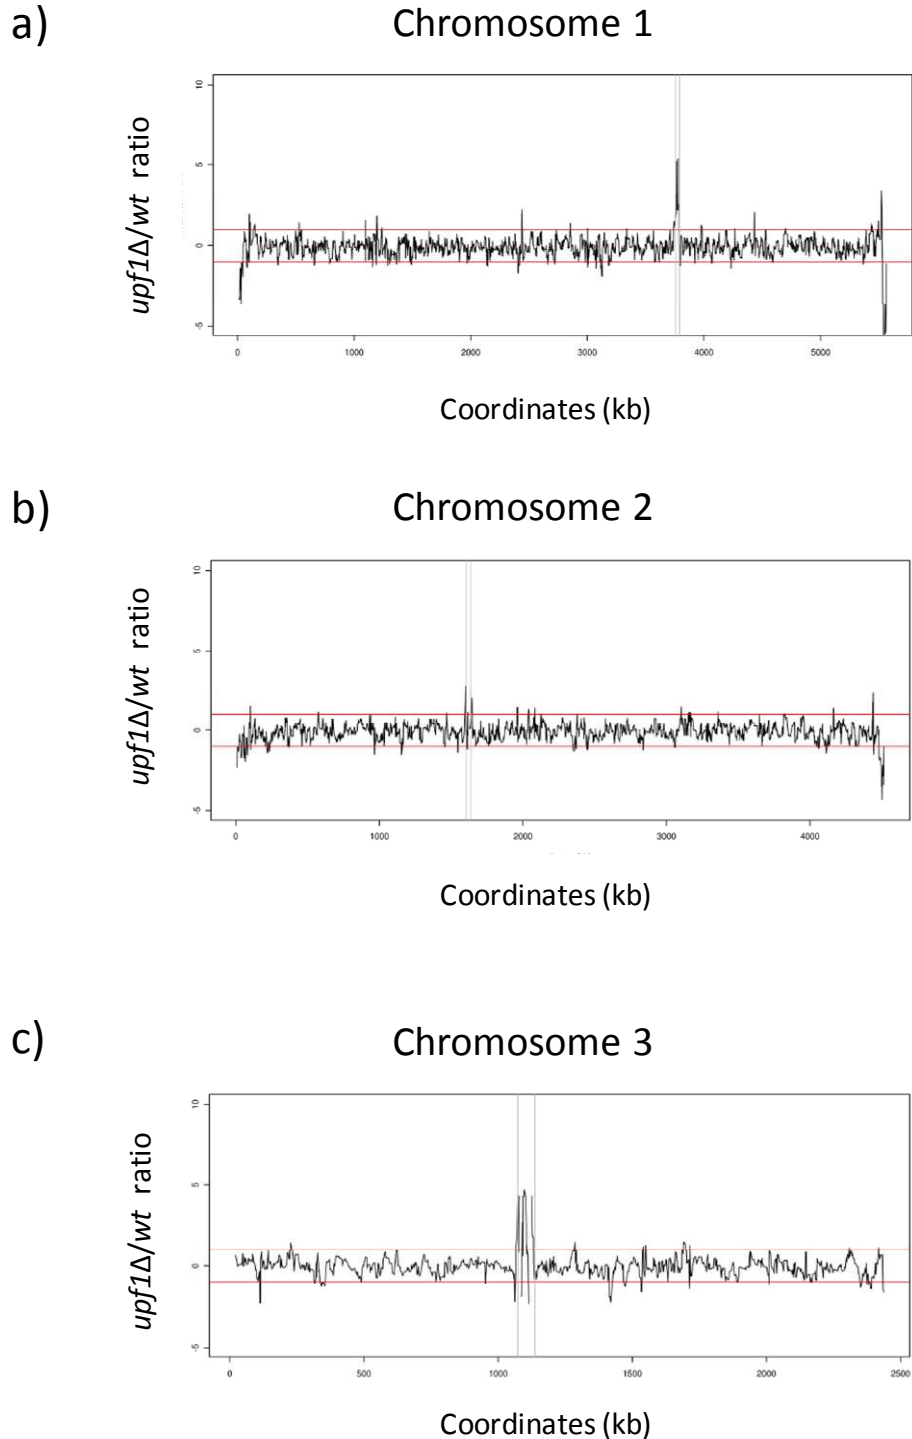 a)
Chromosome 1
upf1Δ/wt ratio
10
5
0
-5
0 1000 2000 3000 4000 5000
Coordinates (kb)
b)
Chromosome 2
upf1Δ/wt ratio
10
5
0
-5
0 1000 2000 3000 4000
Coordinates (kb)
c)
Chromosome 3
upf1Δ/wt ratio
10
5
0
-5
0 500 1000 1500 2000 2500
Coordinates (kb)